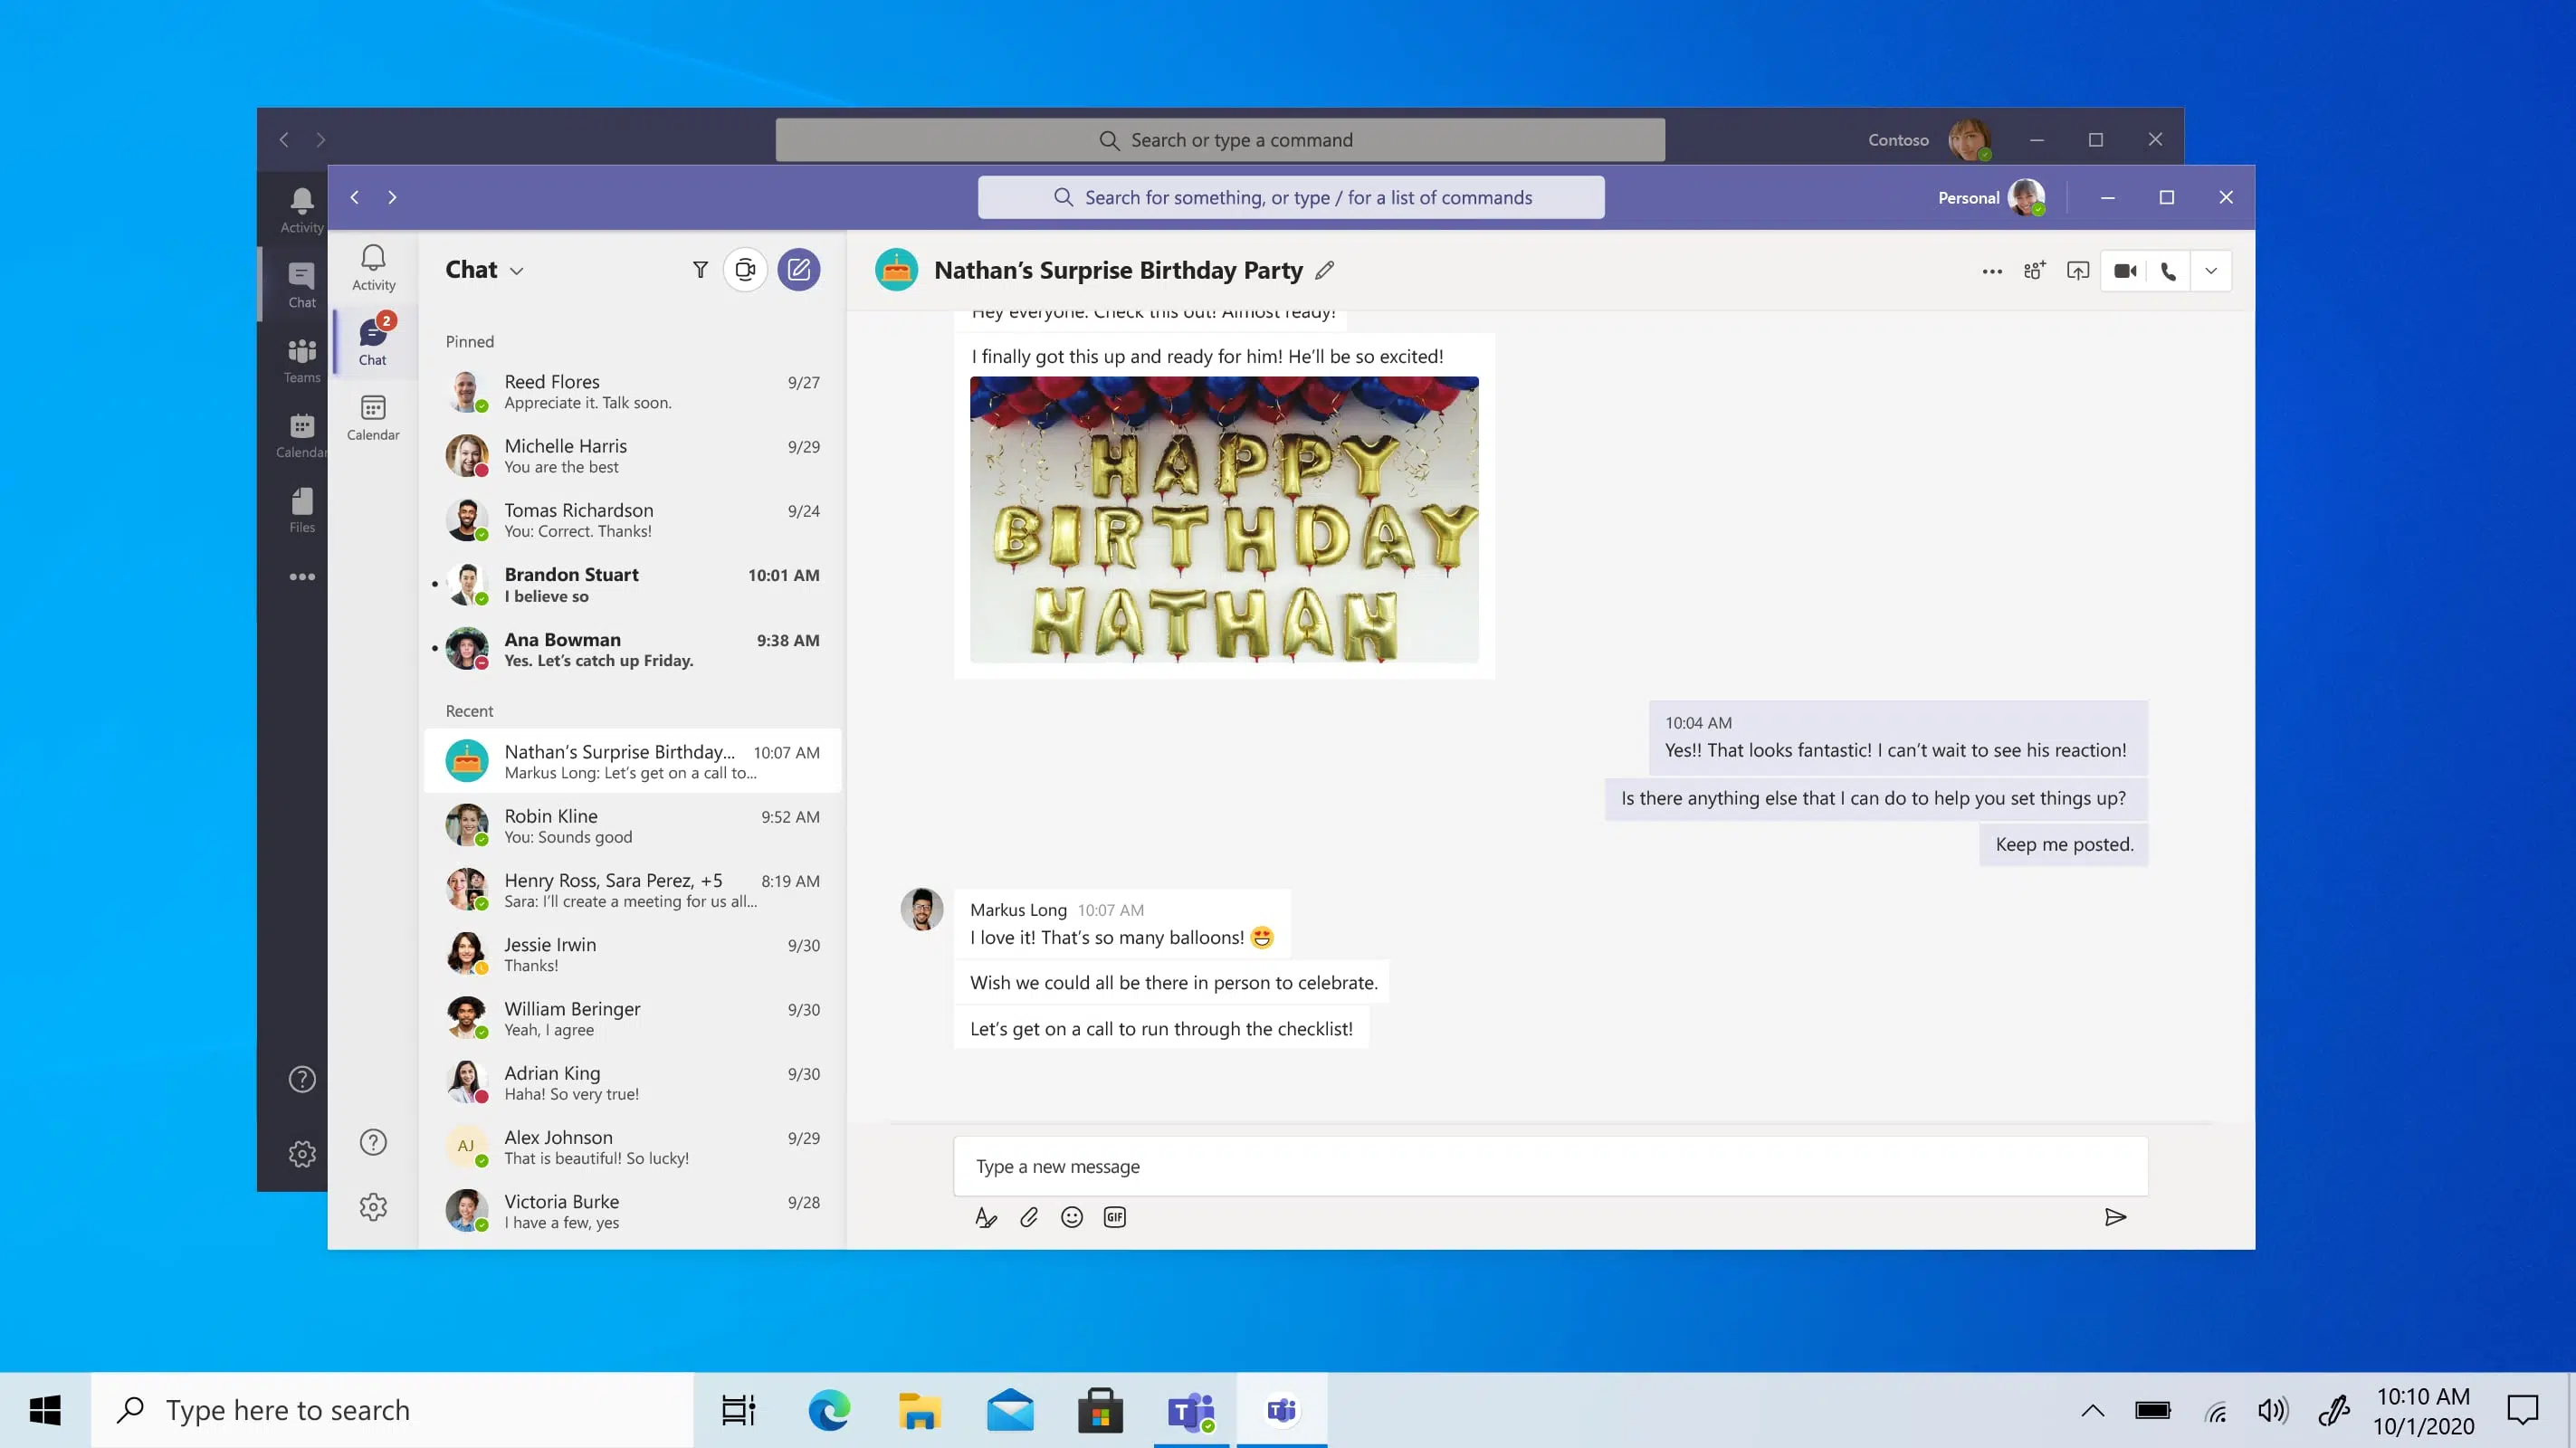 Search or type a command
Contoso
Activity
Chat
Teams
Calendar
Files
Search for something, or type / for a list of commands
Personal
Activity
2
Chat
Calendar
Chat
Pinned
Reed Flores 9/27
Appreciate it. Talk soon.
Michelle Harris 9/29
You are the best
Tomas Richardson 9/24
You: Correct. Thanks!
Brandon Stuart 10:01 AM
I believe so
Ana Bowman 9:38 AM
Yes. Let's catch up Friday.
Recent
Nathan's Surprise Birthday... 10:07 AM
Markus Long: Let's get on a call to...
Robin Kline 9:52 AM
You: Sounds good
Henry Ross, Sara Perez, +5 8:19 AM
Sara: I'll create a meeting for us all...
Jessie Irwin 9/30
Thanks!
William Beringer 9/30
Yeah, I agree
Adrian King 9/30
Haha! So very true!
AJ
Alex Johnson 9/29
That is beautiful! So lucky!
Victoria Burke 9/28
I have a few, yes
Nathan's Surprise Birthday Party
Hey everyone. Check this out! Almost ready!
I finally got this up and ready for him! He'll be so excited!
HAPPY
BIRTHDAY
NATHAN
10:04 AM
Yes!! That looks fantastic! I can't wait to see his reaction!
Is there anything else that I can do to help you set things up?
Keep me posted.
Markus Long 10:07 AM
I love it! That's so many balloons! 😍
Wish we could all be there in person to celebrate.
Let's get on a call to run through the checklist!
Type a new message
GIF
Type here to search
T
10:10 AM
10/1/2020